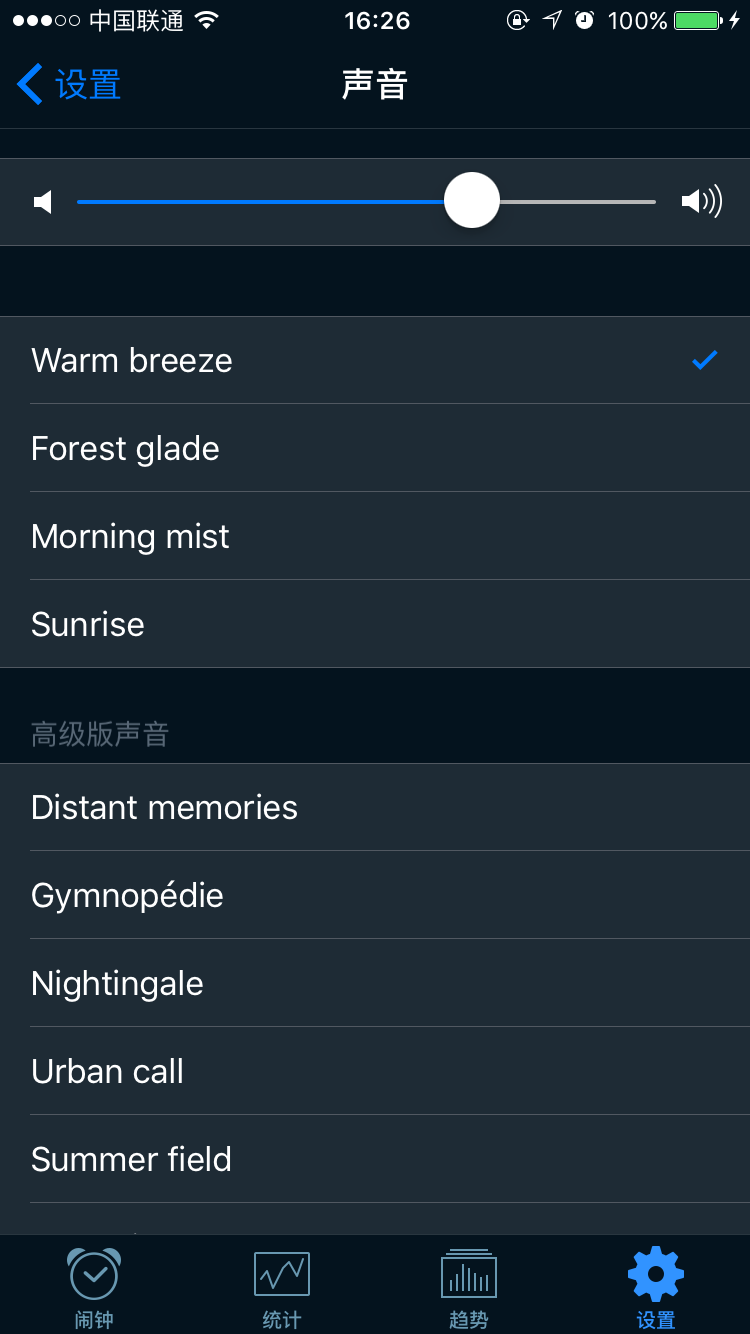 中国联通 16:26 100%
设置 声音
Warm breeze
Forest glade
Morning mist
Sunrise
高级版声音
Distant memories
Gymnopédie
Nightingale
Urban call
Summer field
闹钟 统计 趋势 设置